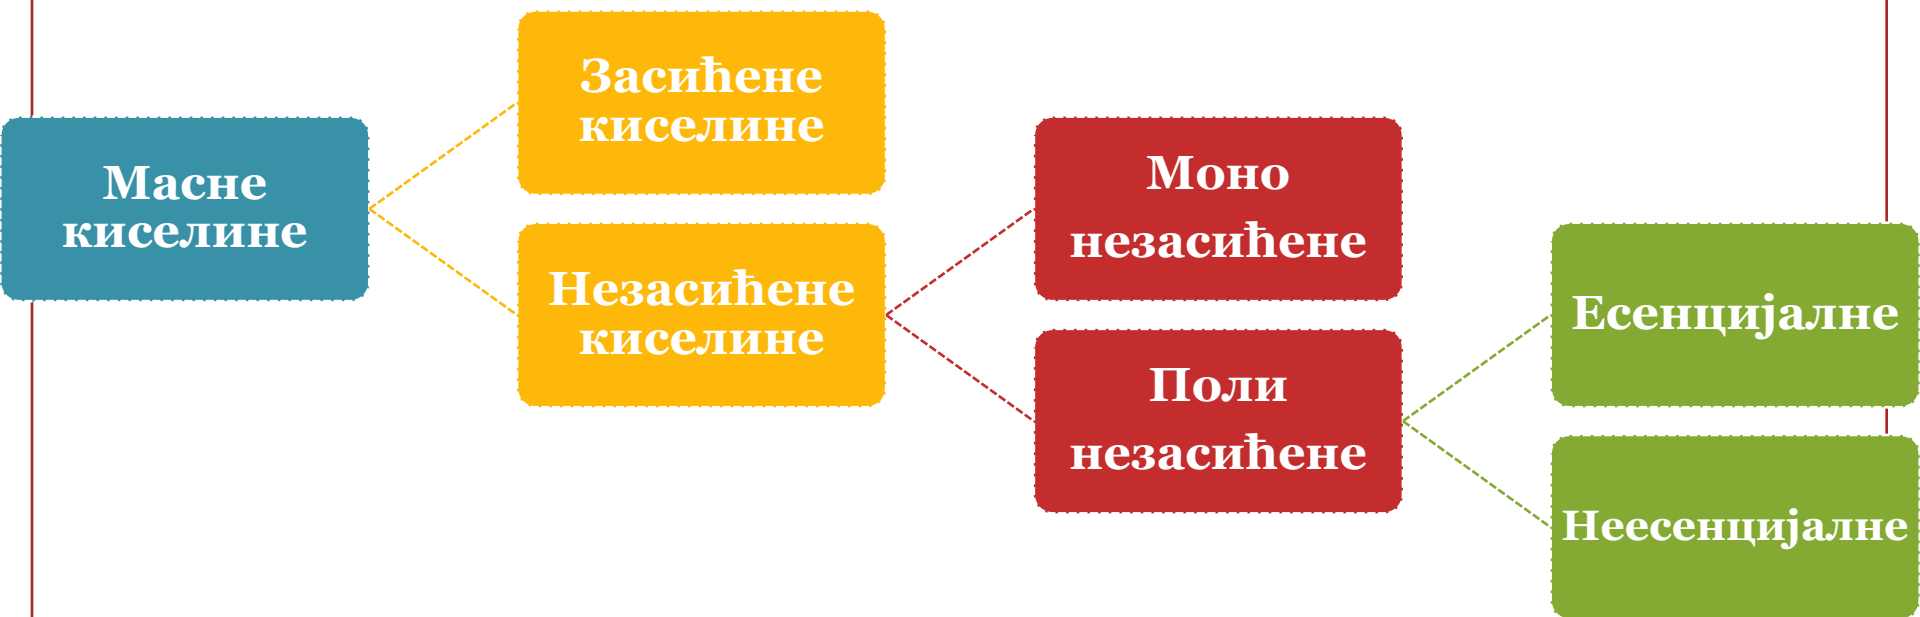 Масне
киселине
Засићене
киселине
Незасићене
киселине
Моно
незасићене
Поли
незасићене
Есенцијалне
Неесенцијалне